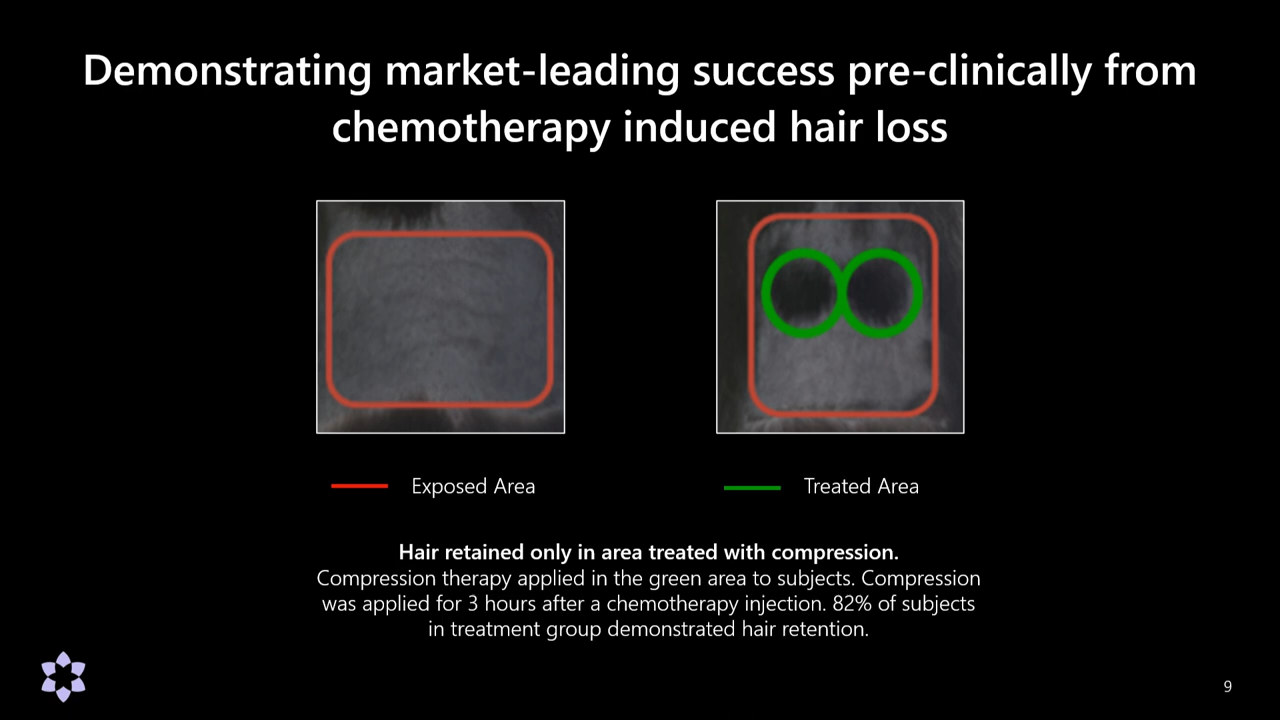 Demonstrating market-leading success pre-clinically from
chemotherapy induced hair loss
Exposed Area
Treated Area
Hair retained only in area treated with compression.
Compression therapy applied in the green area to subjects. Compression
was applied for 3 hours after a chemotherapy injection. 82% of subjects
in treatment group demonstrated hair retention.
9